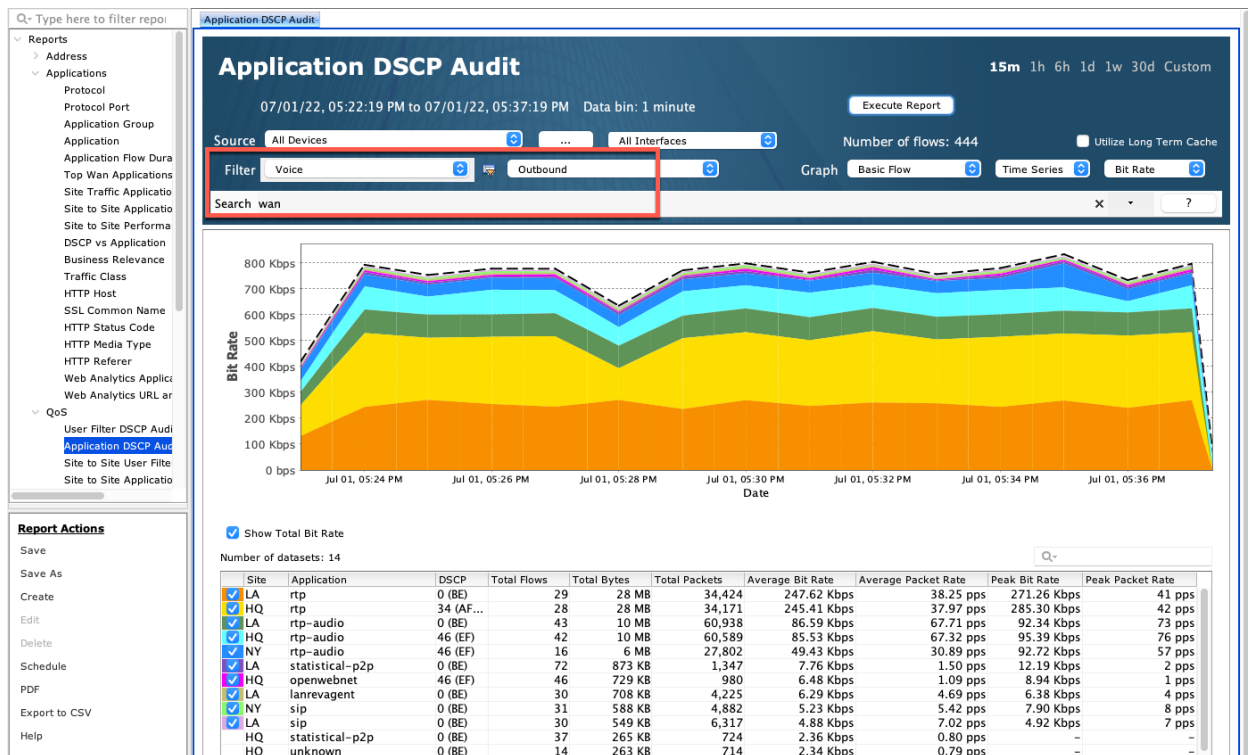 Type here to filter repo
Reports
Address
Applications
Protocol
Protocol Port
Application Group
Application
Application Flow Dura
Top Wan Applications
Site Traffic Applicatio
Site to Site Applicatio
Site to Site Performa
DSCP vs Application
Business Relevance
Traffic Class
HTTP Host
SSL Common Name
HTTP Status Code
HTTP Media Type
HTTP Referer
Web Analytics Applica
Web Analytics URL ar
QoS
User Filter DSCP Audi
Application DSCP Aud
Site to Site User Filte
Site to Site Applicatio
Report Actions
Save
Save As
Create
Edit
Delete
Schedule
PDF
Export to CSV
Help
Application DSCP Audit
Application DSCP Audit
15m 1h 6h 1d 1w 30d Custom
07/01/22, 05:22:19 PM to 07/01/22, 05:37:19 PM Data bin: 1 minute Execute Report
Source All Devices ... All Interfaces Number of flows: 444 Utilize Long Term Cache
Filter Voice Outbound Graph Basic Flow Time Series Bit Rate
Search wan x ?
Bit Rate
800 Kbps
700 Kbps
600 Kbps
500 Kbps
400 Kbps
300 Kbps
200 Kbps
100 Kbps
0 bps
Jul 01, 05:24 PM Jul 01, 05:26 PM Jul 01, 05:28 PM Jul 01, 05:30 PM Jul 01, 05:32 PM Jul 01, 05:34 PM Jul 01, 05:36 PM
Date
Show Total Bit Rate
Number of datasets: 14
Site Application DSCP Total Flows Total Bytes Total Packets Average Bit Rate Average Packet Rate Peak Bit Rate Peak Packet Rate
LA rtp 0 (BE) 29 28 MB 34,424 247.62 Kbps 38.25 pps 271.26 Kbps 41 pps
HQ rtp 34 (AF... 28 28 MB 34,171 245.41 Kbps 37.97 pps 285.30 Kbps 42 pps
LA rtp-audio 0 (BE) 43 10 MB 60,938 86.59 Kbps 67.71 pps 92.34 Kbps 73 pps
HQ rtp-audio 46 (EF) 42 10 MB 60,589 85.53 Kbps 67.32 pps 95.39 Kbps 76 pps
NY rtp-audio 46 (EF) 16 6 MB 27,802 49.43 Kbps 30.89 pps 92.72 Kbps 57 pps
LA statistical-p2p 0 (BE) 72 873 KB 1,347 7.76 Kbps 1.50 pps 12.19 Kbps 2 pps
HQ openwebnet 46 (EF) 46 729 KB 980 6.48 Kbps 1.09 pps 8.94 Kbps 1 pps
LA lanrevagent 0 (BE) 30 708 KB 4,225 6.29 Kbps 4.69 pps 6.38 Kbps 4 pps
NY sip 0 (BE) 31 588 KB 4,882 5.23 Kbps 5.42 pps 7.90 Kbps 8 pps
LA sip 0 (BE) 30 549 KB 6,317 4.88 Kbps 7.02 pps 4.92 Kbps 7 pps
HQ statistical-p2p 0 (BE) 37 265 KB 724 2.36 Kbps 0.80 pps – –
HQ unknown 0 (BE) 14 263 KB 714 2.34 Kbps 0.79 pps – –